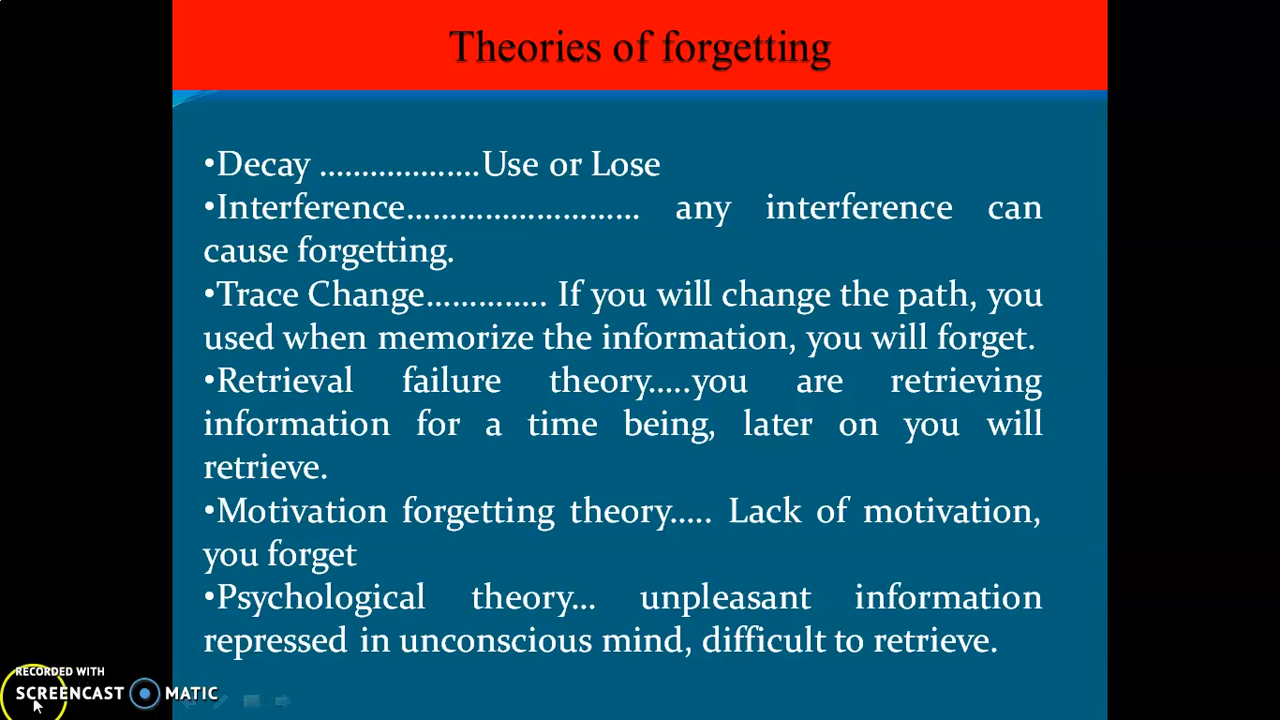 Theories of forgetting
•Decay ...................Use or Lose
•Interference........................... any interference can
cause forgetting.
•Trace Change.............. If you will change the path, you
used when memorize the information, you will forget.
•Retrieval failure theory.....you are retrieving
information for a time being, later on you will
retrieve.
•Motivation forgetting theory..... Lack of motivation,
you forget
•Psychological theory... unpleasant information
repressed in unconscious mind, difficult to retrieve.
RECORDED WITH
SCREENCAST MATIC